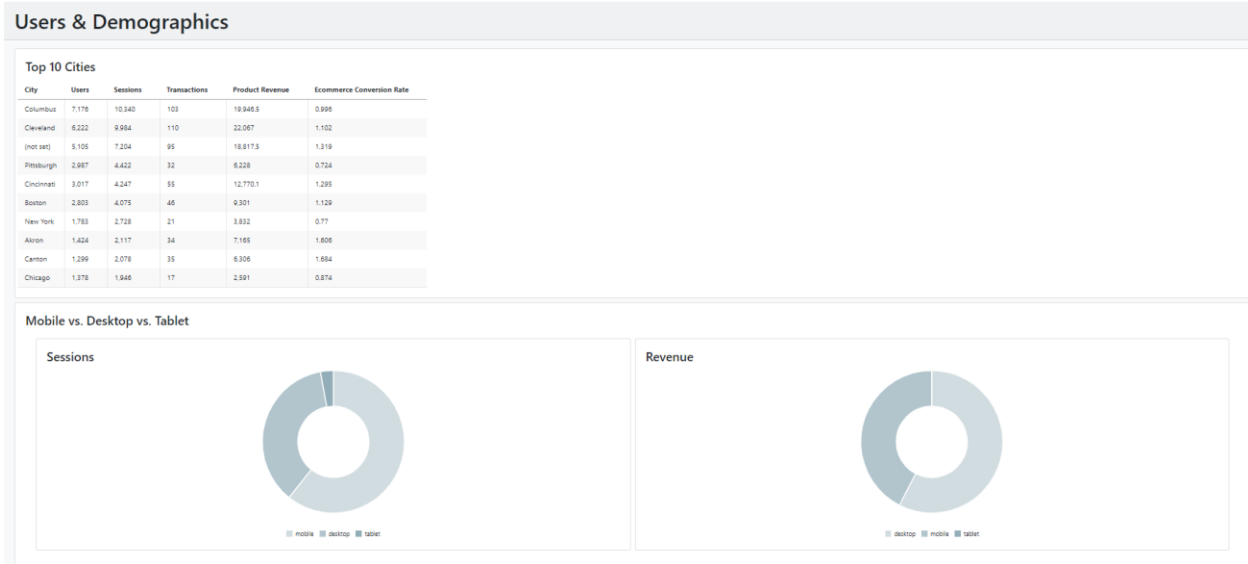 Users & Demographics
Top 10 Cities
City Users Sessions Transactions Product Revenue Ecommerce Conversion Rate
Columbus 7,176 10,340 103 19,946.5 0.996
Cleveland 6,222 9,984 110 22,067 1.102
(not set) 5,105 7,204 95 18,817.5 1.319
Pittsburgh 2,987 4,422 32 6,228 0.724
Cincinnati 3,017 4,247 55 12,770.1 1.295
Boston 2,803 4,075 46 9,301 1.129
New York 1,783 2,728 21 3,832 0.77
Akron 1,424 2,117 34 7,165 1.606
Canton 1,299 2,078 35 6,306 1.684
Chicago 1,378 1,946 17 2,591 0.874
Mobile vs. Desktop vs. Tablet
Sessions
mobile desktop tablet
Revenue
desktop mobile tablet